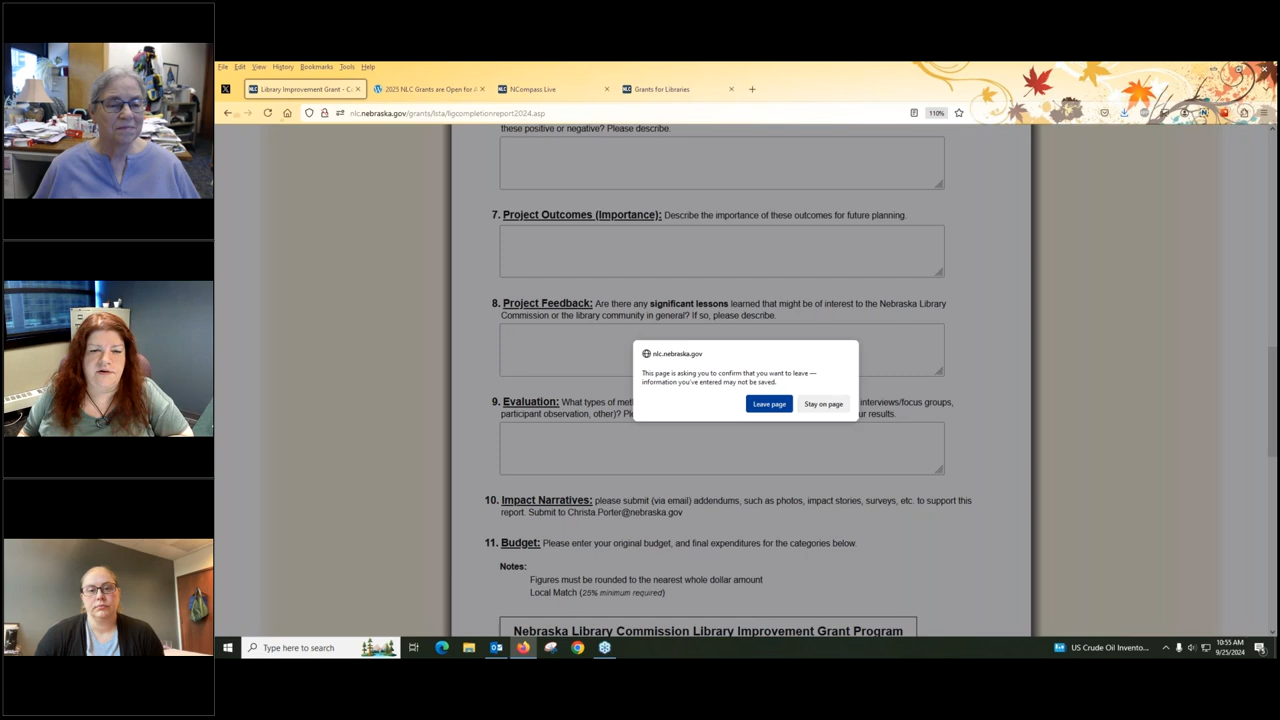 File Edit View History Bookmarks Tools Help
Library Improvement Grant - C
2025 NLC Grants are Open for
NCompass Live
Grants for Libraries
nlc.nebraska.gov/grants/lsta/ligcompletionreport2024.asp
110%
these positive or negative? Please describe.
7. Project Outcomes (Importance): Describe the importance of these outcomes for future planning.
8. Project Feedback: Are there any significant lessons learned that might be of interest to the Nebraska Library
Commission or the library community in general? If so, please describe.
nlc.nebraska.gov
This page is asking you to confirm that you want to leave —
information you've entered may not be saved.
Leave page Stay on page
9. Evaluation: What types of interviews/focus groups,
participant observation, other)? results.
10. Impact Narratives: please submit (via email) addendums, such as photos, impact stories, surveys, etc. to support this
report. Submit to Christa.Porter@nebraska.gov
11. Budget: Please enter your original budget, and final expenditures for the categories below.
Notes:
Figures must be rounded to the nearest whole dollar amount
Local Match (25% minimum required)
Nebraska Library Commission Library Improvement Grant Program
Type here to search
US Crude Oil Invento...
10:55 AM
9/25/2024